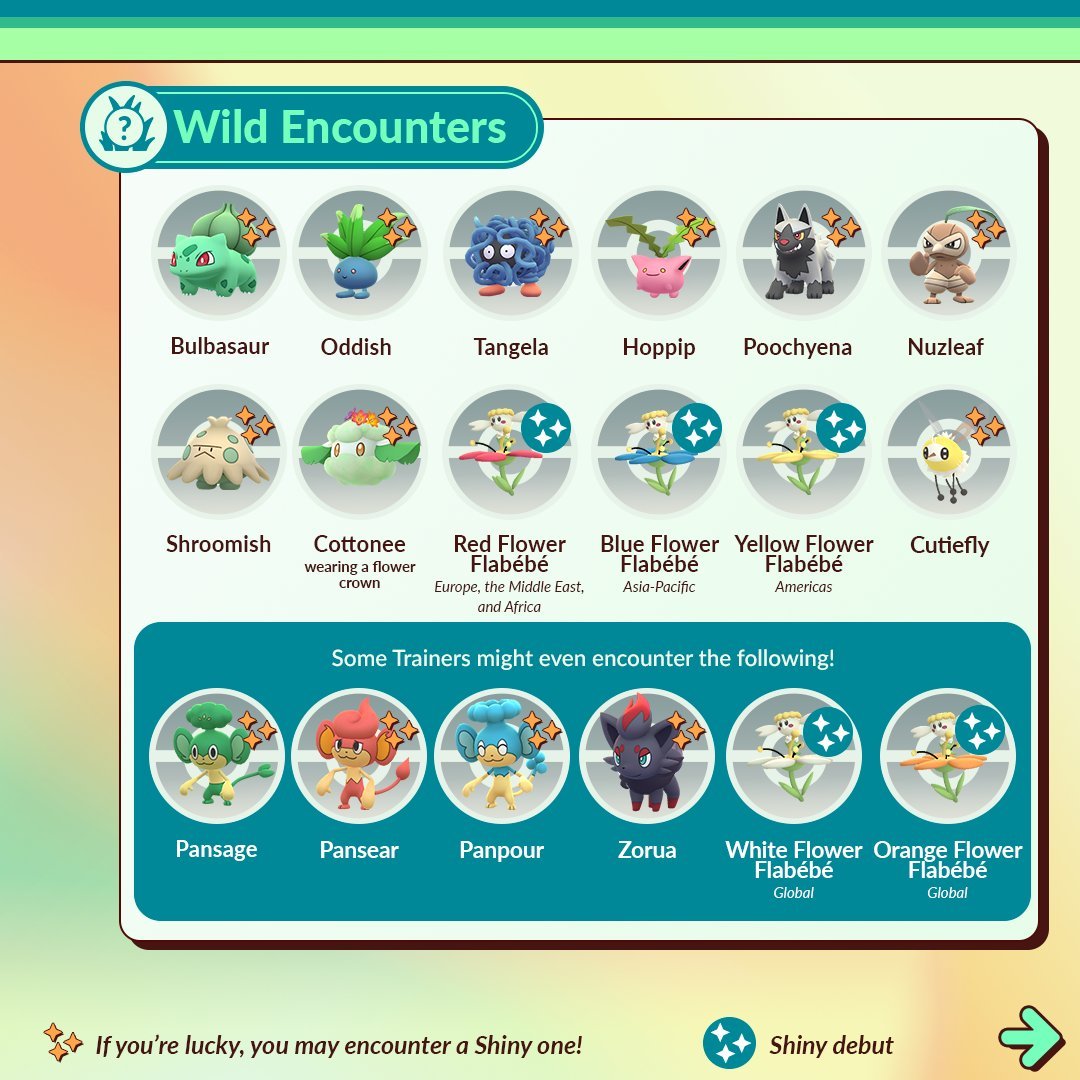 ?
Wild Encounters
Bulbasaur
Oddish
Tangela
Hoppip
Poochyena
Nuzleaf
Shroomish
Cottonee
wearing a flower
crown
Red Flower
Flabébé
Europe, the Middle East,
and Africa
Blue Flower
Flabébé
Asia-Pacific
Yellow Flower
Flabébé
Americas
Cutiefly
Some Trainers might even encounter the following!
Pansage
Pansear
Panpour
Zorua
White Flower
Flabébé
Global
Orange Flower
Flabébé
Global
If you're lucky, you may encounter a Shiny one!
Shiny debut